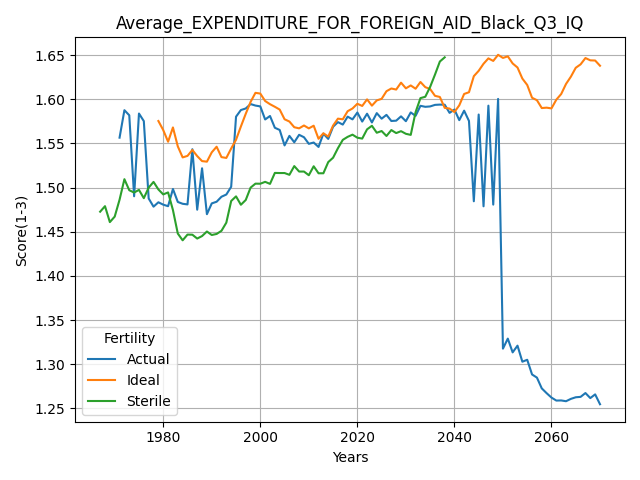 Average_EXPENDITURE_FOR_FOREIGN_AID_Black_Q3_IQ
Score(1-3)
1.65
1.60
1.55
1.50
1.45
1.40
1.35
1.30
1.25
Fertility
Actual
Ideal
Sterile
1980 2000 2020 2040 2060
Years